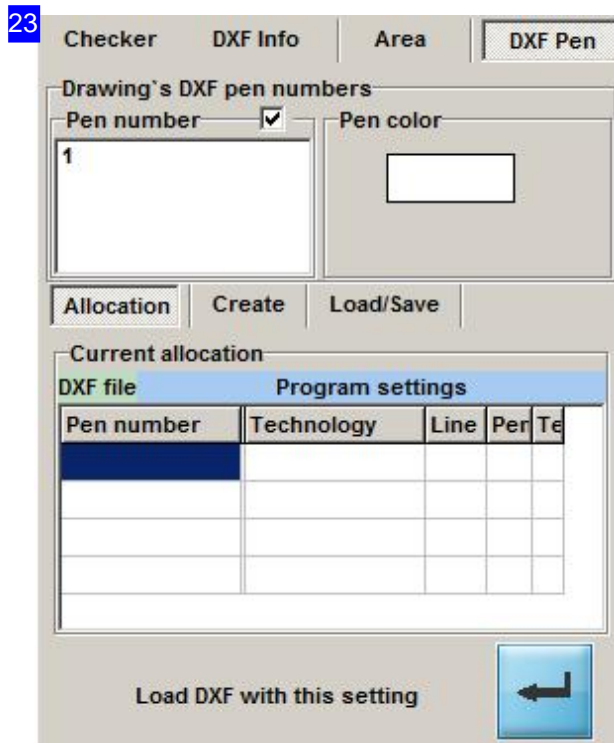 23
Checker DXF Info Area DXF Pen
Drawing`s DXF pen numbers
Pen number Pen color
1
Allocation Create Load/Save
Current allocation
DXF file Program settings
Pen number Technology Line Per Te
Load DXF with this setting